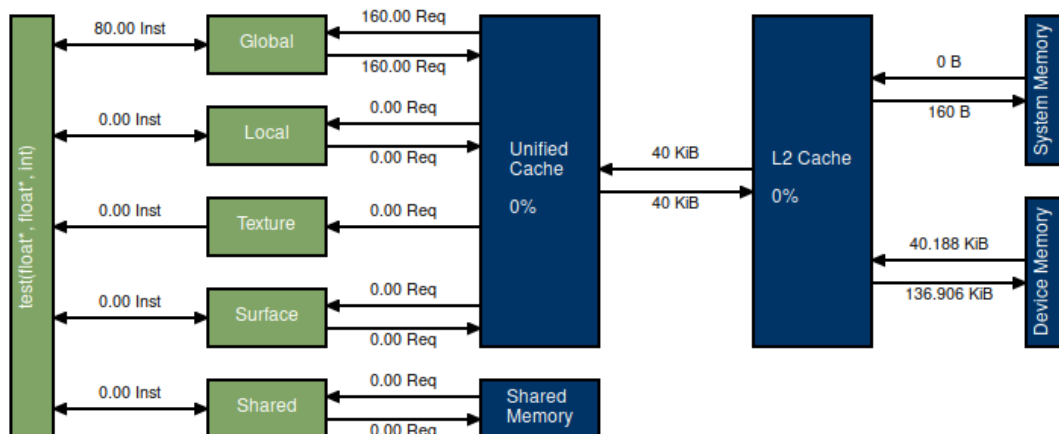 test(float*, float*, int)
80.00 Inst
Global
160.00 Req
160.00 Req
0.00 Inst
Local
0.00 Req
0.00 Req
0.00 Inst
Texture
0.00 Req
0.00 Inst
Surface
0.00 Req
0.00 Req
0.00 Inst
Shared
0.00 Req
0.00 Req
Unified
Cache
0%
Shared
Memory
40 KiB
40 KiB
L2 Cache
0%
0 B
160 B
System Memory
40.188 KiB
136.906 KiB
Device Memory